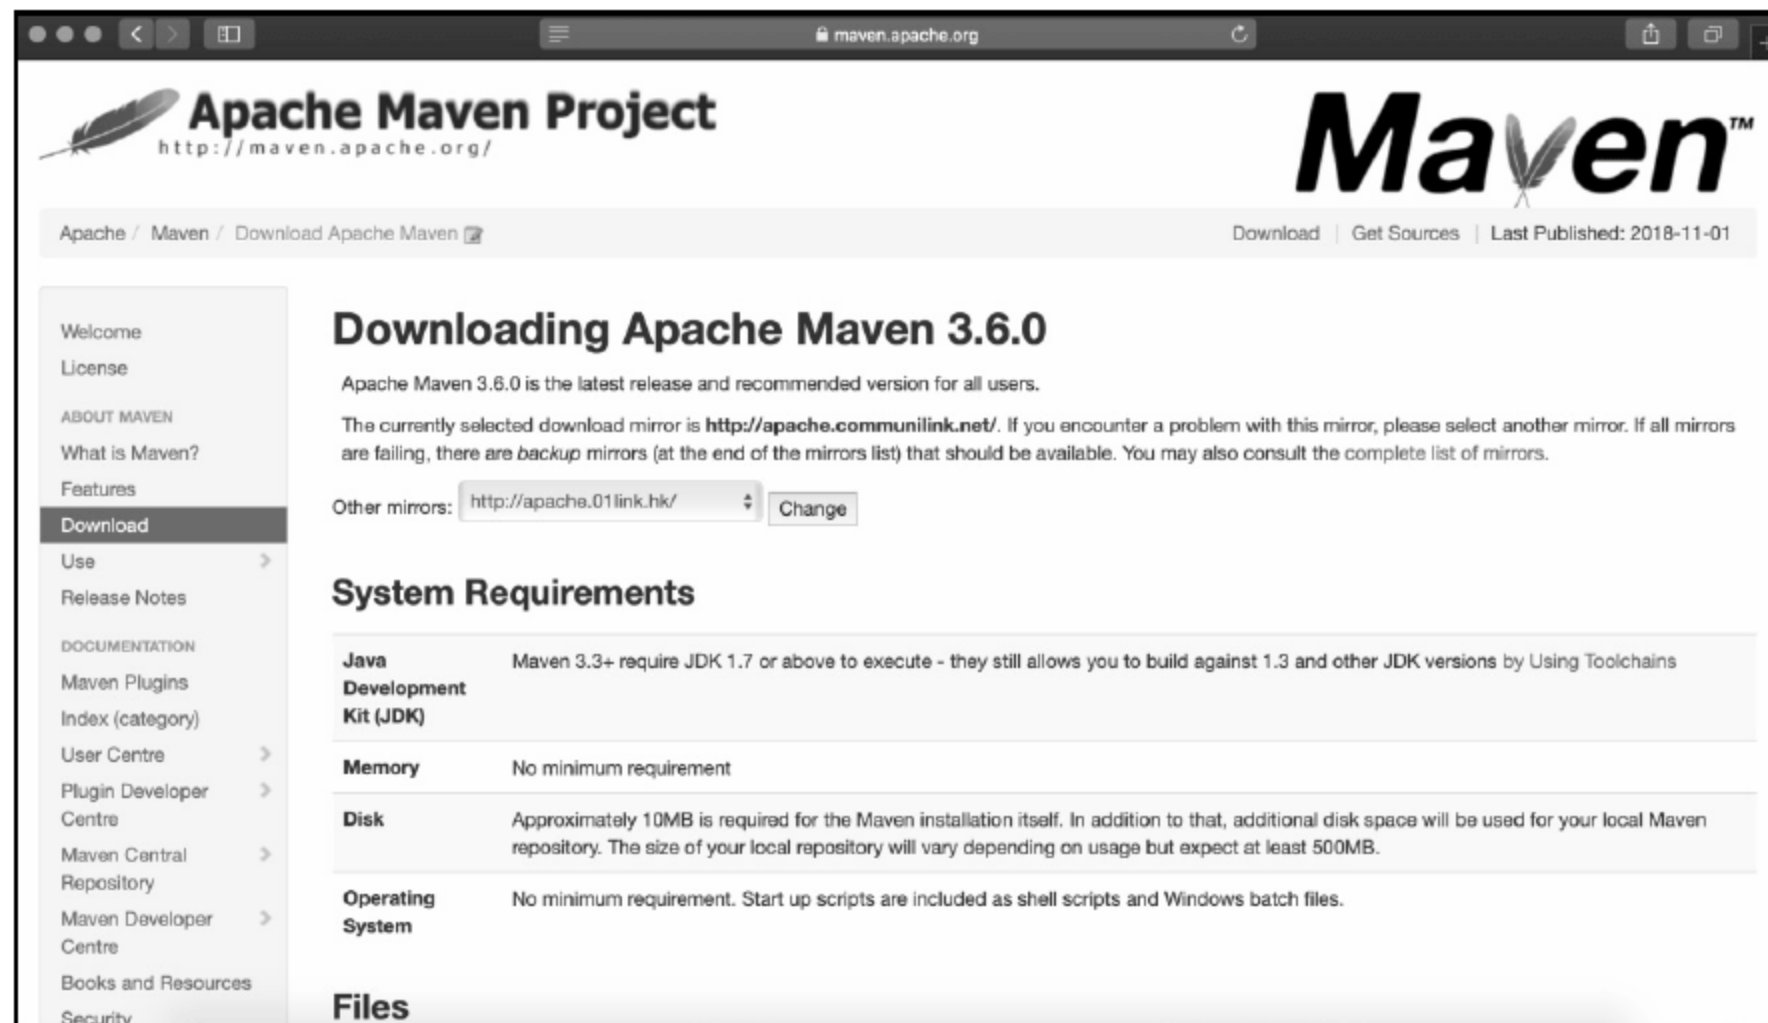 maven.apache.org
Apache Maven Project
http://maven.apache.org/
Maven™
Apache / Maven / Download Apache Maven
Download | Get Sources | Last Published: 2018-11-01
Welcome
License
ABOUT MAVEN
What is Maven?
Features
Download
Use
Release Notes
DOCUMENTATION
Maven Plugins
Index (category)
User Centre
Plugin Developer
Centre
Maven Central
Repository
Maven Developer
Centre
Books and Resources
Security
Downloading Apache Maven 3.6.0
Apache Maven 3.6.0 is the latest release and recommended version for all users.
The currently selected download mirror is http://apache.communilink.net/. If you encounter a problem with this mirror, please select another mirror. If all mirrors
are failing, there are backup mirrors (at the end of the mirrors list) that should be available. You may also consult the complete list of mirrors.
Other mirrors: http://apache.01link.hk/ Change
System Requirements
Java
Development
Kit (JDK)
Maven 3.3+ require JDK 1.7 or above to execute - they still allows you to build against 1.3 and other JDK versions by Using Toolchains
Memory
No minimum requirement
Disk
Approximately 10MB is required for the Maven installation itself. In addition to that, additional disk space will be used for your local Maven
repository. The size of your local repository will vary depending on usage but expect at least 500MB.
Operating
System
No minimum requirement. Start up scripts are included as shell scripts and Windows batch files.
Files